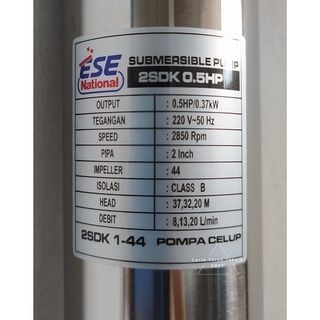 ESE
National
SUBMERSIBLE PUMP
2SDK 0.5HP
OUTPUT : 0.5HP/0.37kW
TEGANGAN : 220 V~50 Hz
SPEED : 2850 Rpm
PIPA : 2 Inch
IMPELLER : 44
ISOLASI : CLASS B
HEAD : 37,32,20 M
DEBIT : 8,13,20 L/min
2SDK 1-44 POMPA CELUP